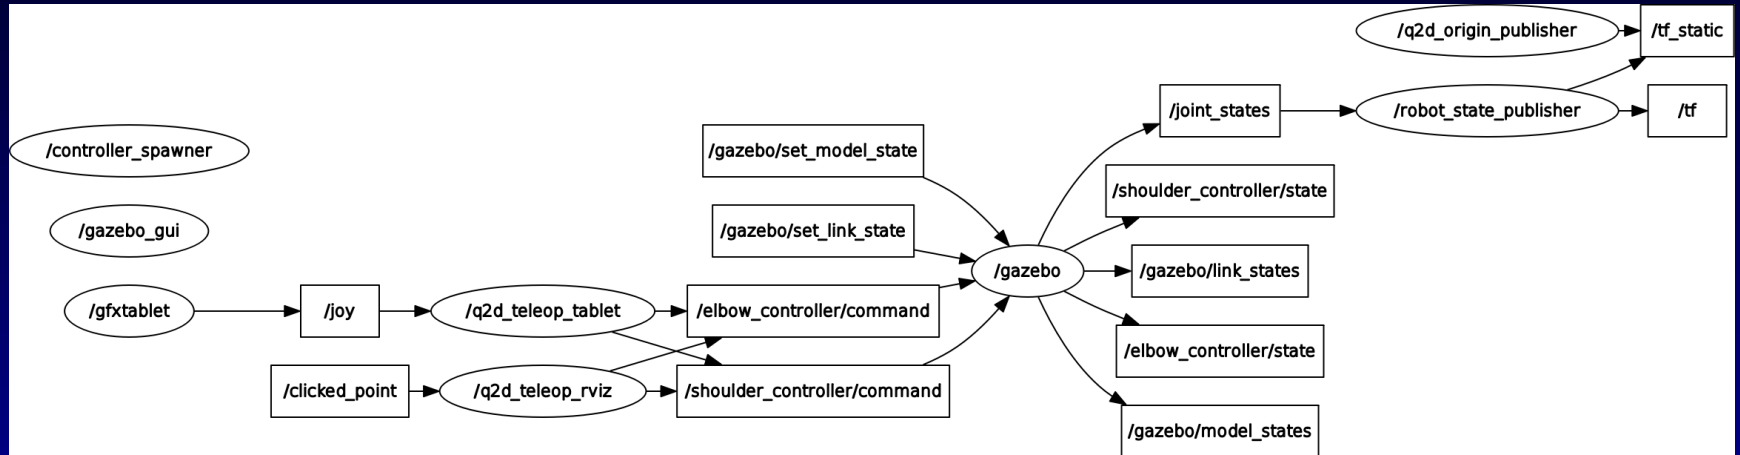 /q2d_origin_publisher
/tf_static
/joint_states
/robot_state_publisher
/tf
/controller_spawner
/gazebo/set_model_state
/shoulder_controller/state
/gazebo_gui
/gazebo/set_link_state
/gazebo
/gazebo/link_states
/gfxtablet
/joy
/q2d_teleop_tablet
/elbow_controller/command
/elbow_controller/state
/clicked_point
/q2d_teleop_rviz
/shoulder_controller/command
/gazebo/model_states